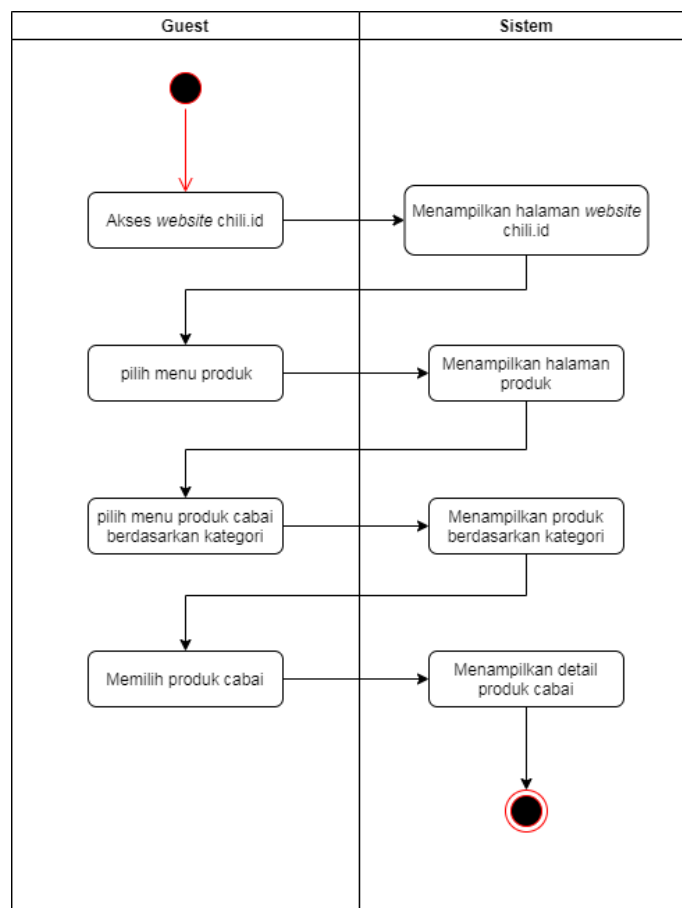 Guest
Sistem
Akses website chili.id
Menampilkan halaman website
chili.id
pilih menu produk
Menampilkan halaman
produk
pilih menu produk cabai
berdasarkan kategori
Menampilkan produk
berdasarkan kategori
Memilih produk cabai
Menampilkan detail
produk cabai